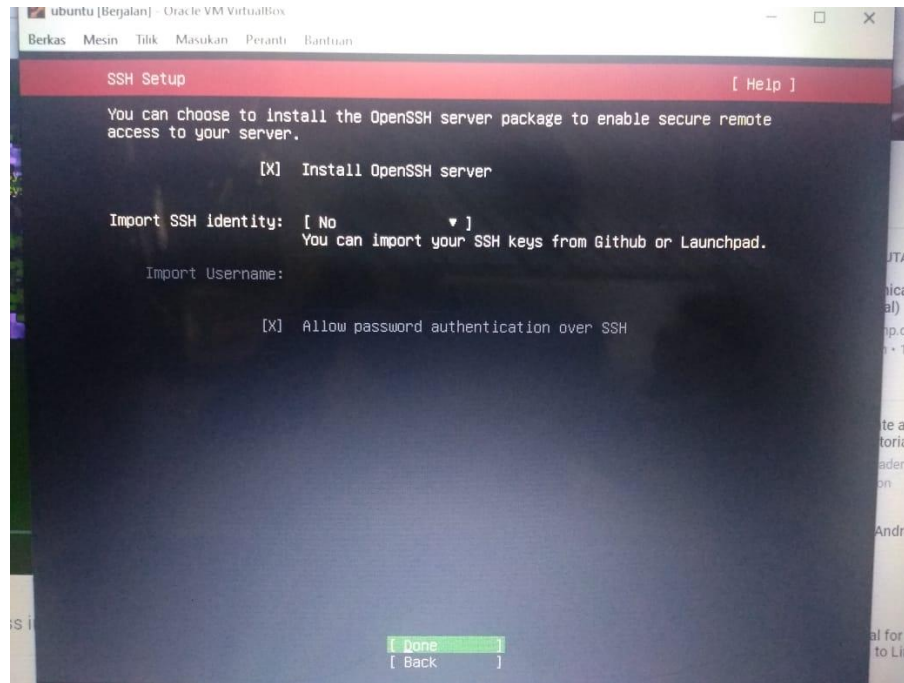 ubuntu [Berjalan] - Oracle VM VirtualBox
Berkas Mesin Tilik Masukan Peranti Bantuan
SSH Setup [ Help ]
You can choose to install the OpenSSH server package to enable secure remote
access to your server.
[X] Install OpenSSH server
Import SSH identity: [ No ▾ ]
You can import your SSH keys from Github or Launchpad.
Import Username:
[X] Allow password authentication over SSH
[ Done ]
[ Back ]